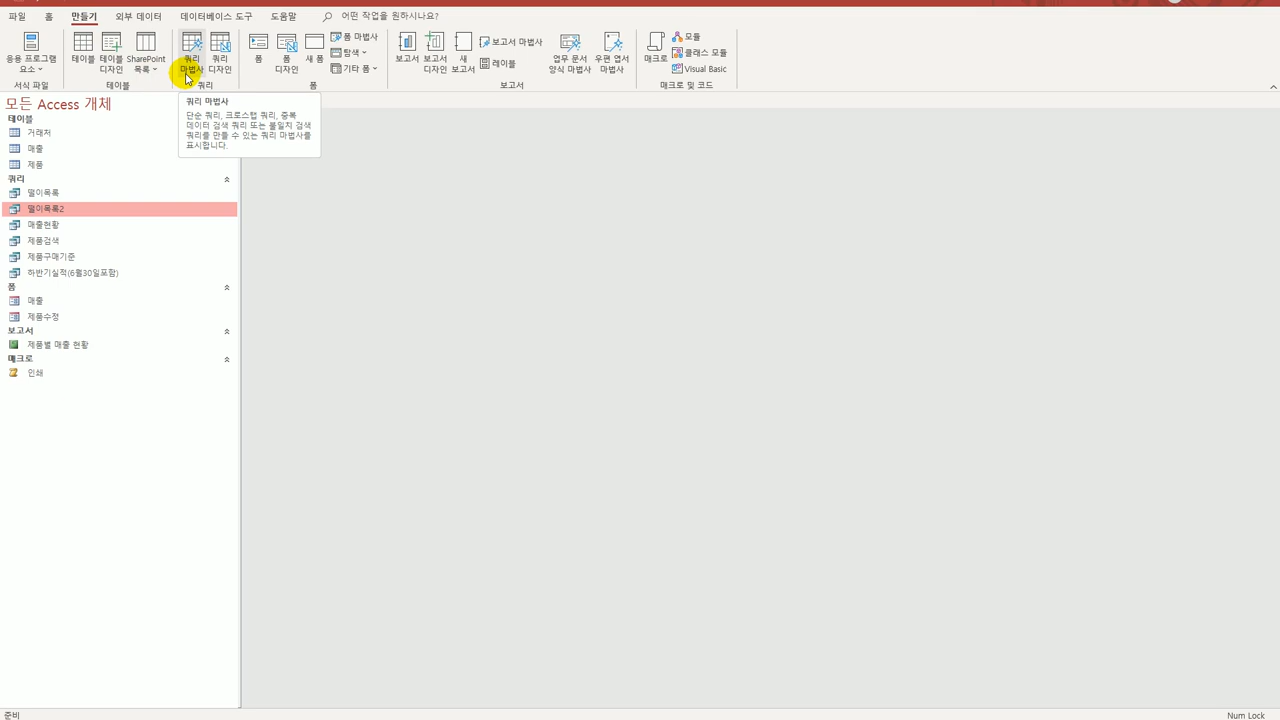 파일 홈 만들기 외부 데이터 데이터베이스 도구 도움말 어떤 작업을 원하시나요?
응용 프로그램 요소
서식 파일
테이블
테이블 디자인
SharePoint 목록
테이블
쿼리 마법사
쿼리 디자인
쿼리
폼
폼 디자인
새 폼
폼 마법사
탐색
기타 폼
폼
보고서
보고서 디자인
새 보고서
보고서 마법사
레이블
업무 문서 양식 마법사
우편 엽서 마법사
보고서
매크로
모듈
클래스 모듈
Visual Basic
매크로 및 코드
쿼리 마법사
단순 쿼리, 크로스탭 쿼리, 중복
데이터 검색 쿼리 또는 불일치 검색
쿼리를 만들 수 있는 쿼리 마법사를
표시합니다.
모든 Access 개체
테이블
거래처
매출
제품
쿼리
떨이목록
떨이목록2
매출현황
제품검색
제품구매기준
하반기실적(6월30일포함)
폼
매출
제품수정
보고서
제품별 매출 현황
매크로
인쇄
준비
Num Lock